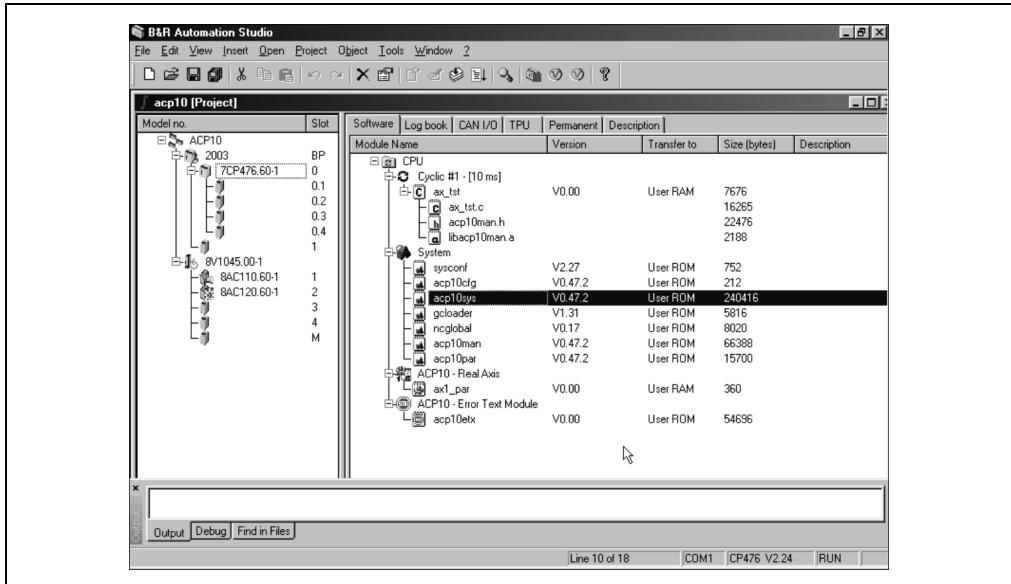 B&R Automation Studio
File Edit View Insert Open Project Object Tools Window ?
acp10 [Project]
Model no. Slot
ACP10
2003 BP
7CP476.60-1 0
0.1
0.2
0.3
0.4
1
8V1045.00-1
8AC110.60-1 1
8AC120.60-1 2
3
4
M
Software Log book CAN I/O TPU Permanent Description
Module Name Version Transfer to Size (bytes) Description
CPU
Cyclic #1 - [10 ms]
ax_tst V0.00 User RAM 7676
ax_tst.c 16265
acp10man.h 22476
libacp10man.a 2188
System
sysconf V2.27 User ROM 752
acp10cfg V0.47.2 User ROM 212
acp10sys V0.47.2 User ROM 240416
gcloader V1.31 User ROM 5816
ncglobal V0.17 User ROM 8020
acp10man V0.47.2 User ROM 66388
acp10par V0.47.2 User ROM 15700
ACP10 - Real Axis
ax1_par V0.00 User RAM 360
ACP10 - Error Text Module
acp10etx V0.00 User ROM 54696
Output
Output Debug Find in Files
Line 10 of 18 COM1 CP476 V2.24 RUN